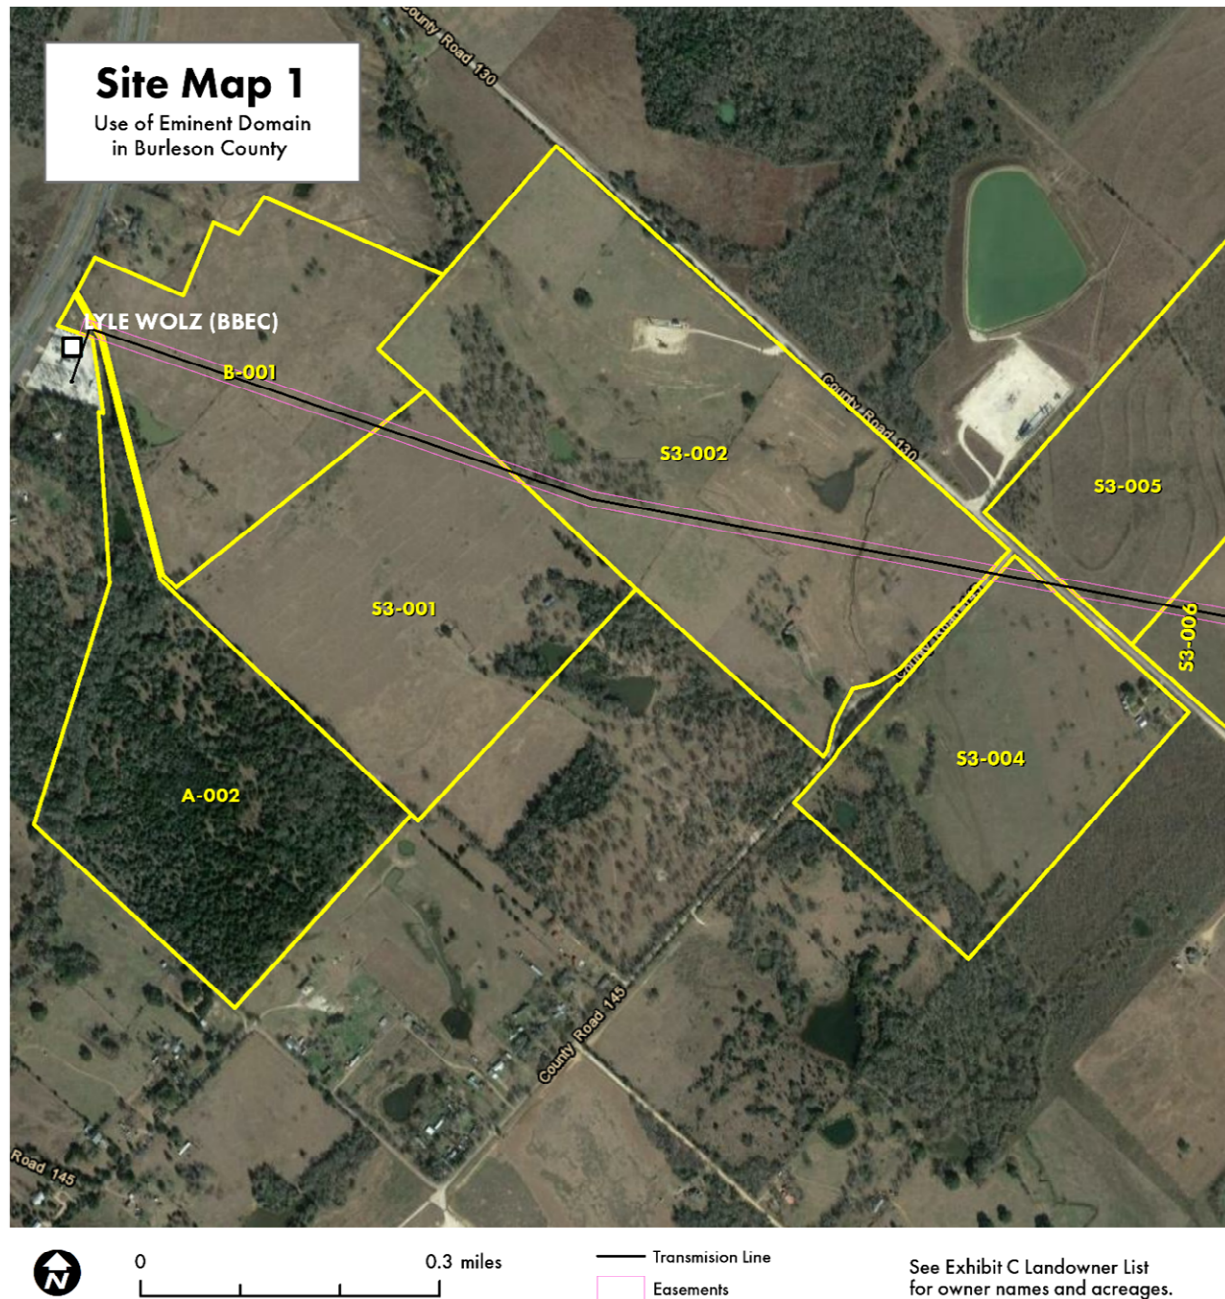 Site Map 1
Use of Eminent Domain
in Burleson County
County Road 130
LYLE WOLZ (BBEC)
B-001
County Road 130
S3-002
S3-005
County Road
S3-001
S3-006
S3-004
A-002
County Road 145
Road 145
N
0
0.3 miles
Transmision Line
Easements
See Exhibit C Landowner List
for owner names and acreages.